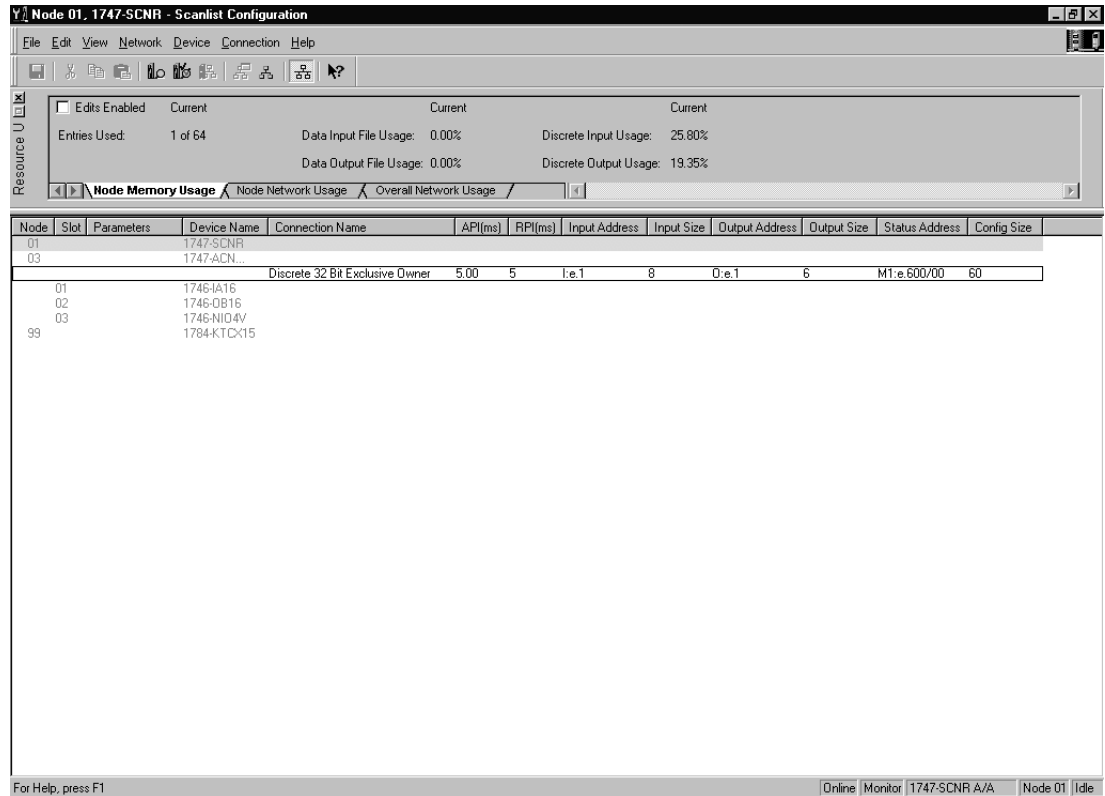 Node 01, 1747-SCNR - Scanlist Configuration
File Edit View Network Device Connection Help
Resource U
Edits Enabled Current Current Current
Entries Used: 1 of 64 Data Input File Usage: 0.00% Discrete Input Usage: 25.80%
Data Output File Usage: 0.00% Discrete Output Usage: 19.35%
Node Memory Usage Node Network Usage Overall Network Usage
Node Slot Parameters Device Name Connection Name API(ms) RPI(ms) Input Address Input Size Output Address Output Size Status Address Config Size
01 1747-SCNR
03 1747-ACN...
Discrete 32 Bit Exclusive Owner 5.00 5 I:e.1 8 O:e.1 6 M1:e.600/00 60
01 1746-IA16
02 1746-OB16
03 1746-NIO4V
99 1784-KTCX15
For Help, press F1 Online Monitor 1747-SCNR A/A Node 01 Idle